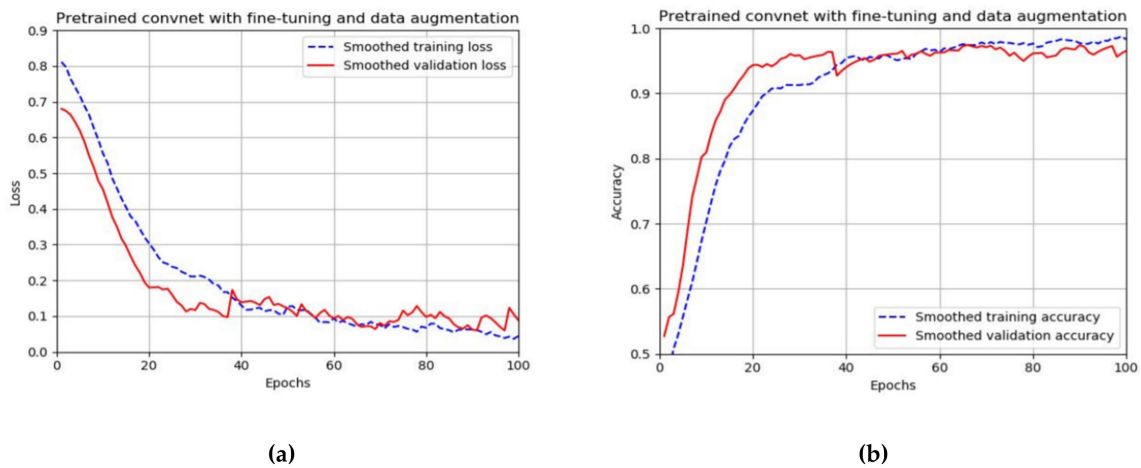 Pretrained convnet with fine-tuning and data augmentation
0.9
0.8
0.7
0.6
0.5
0.4
0.3
0.2
0.1
0.0
Loss
Smoothed training loss
Smoothed validation loss
0 20 40 60 80 100
Epochs
(a)
Pretrained convnet with fine-tuning and data augmentation
1.0
0.9
0.8
0.7
0.6
0.5
Accuracy
Smoothed training accuracy
Smoothed validation accuracy
0 20 40 60 80 100
Epochs
(b)